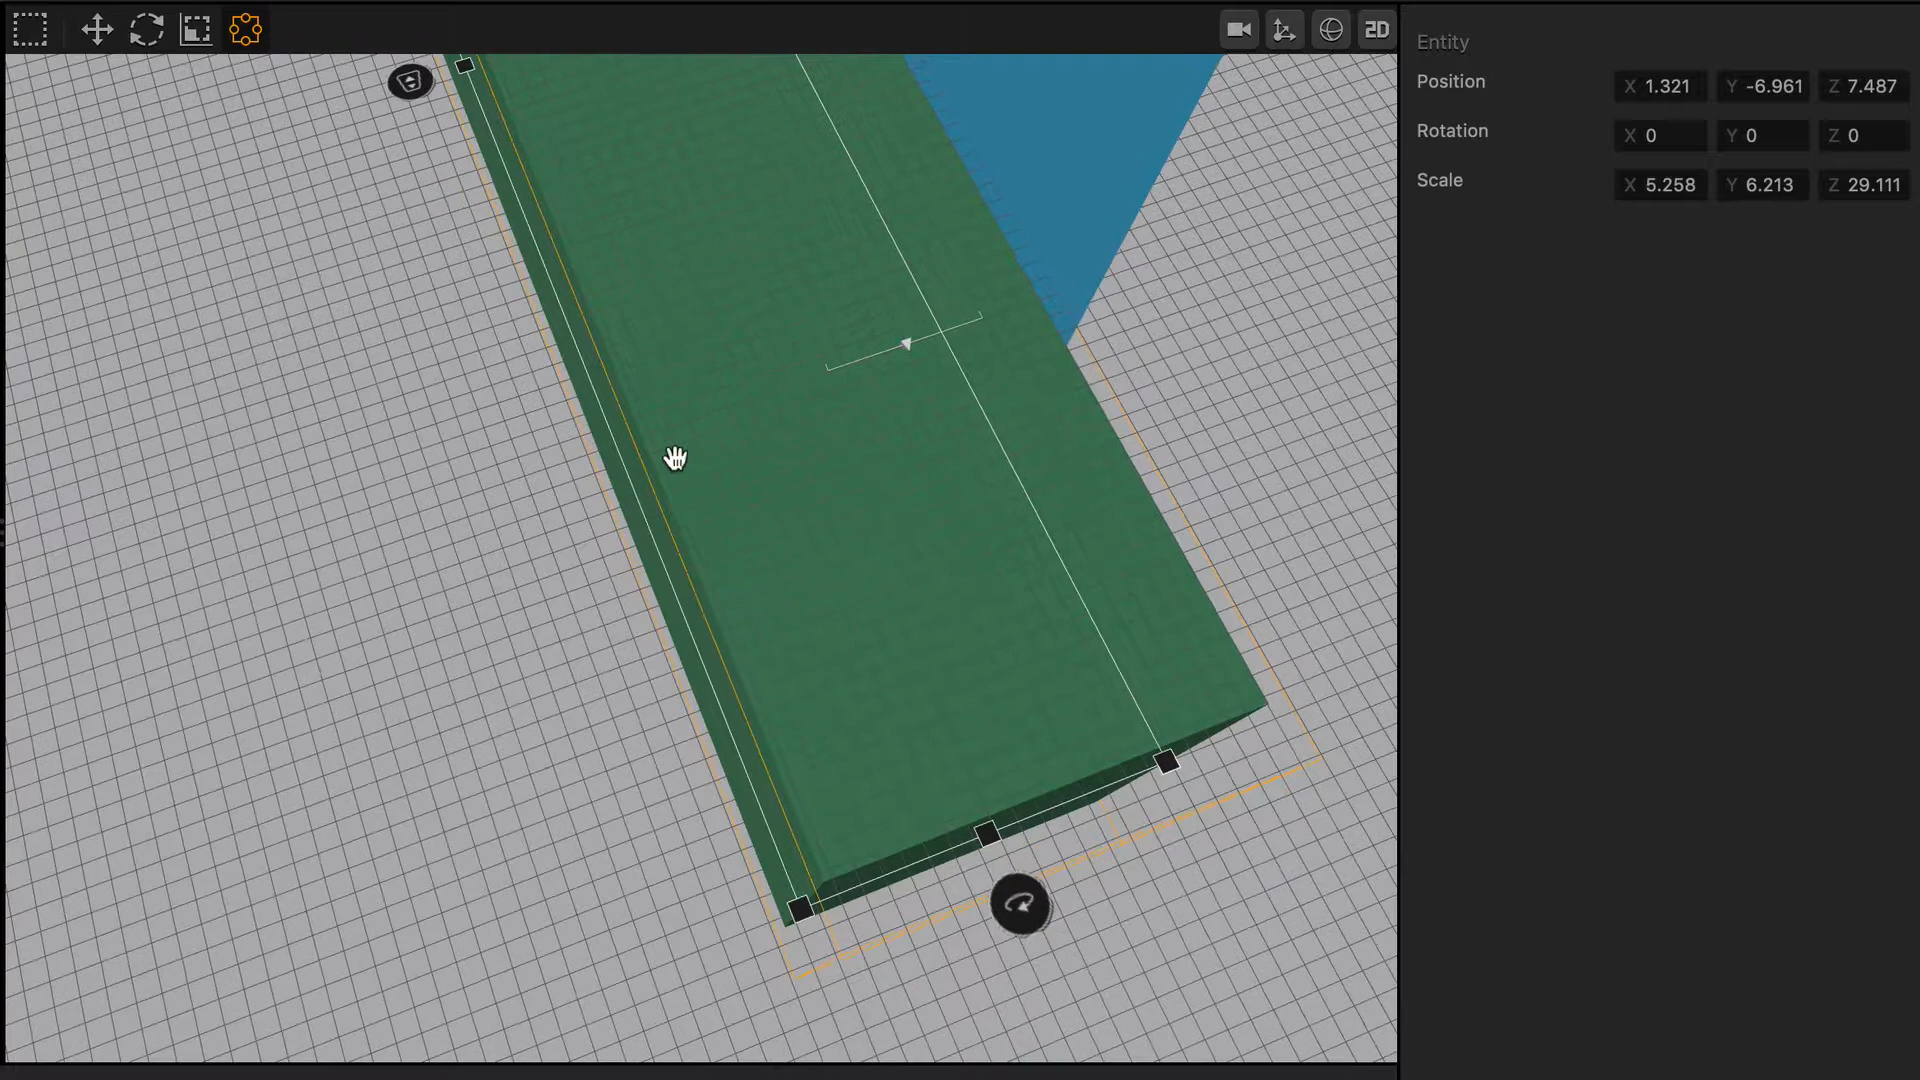 2D
Entity
Position X 1.321 Y -6.961 Z 7.487
Rotation X 0 Y 0 Z 0
Scale X 5.258 Y 6.213 Z 29.111